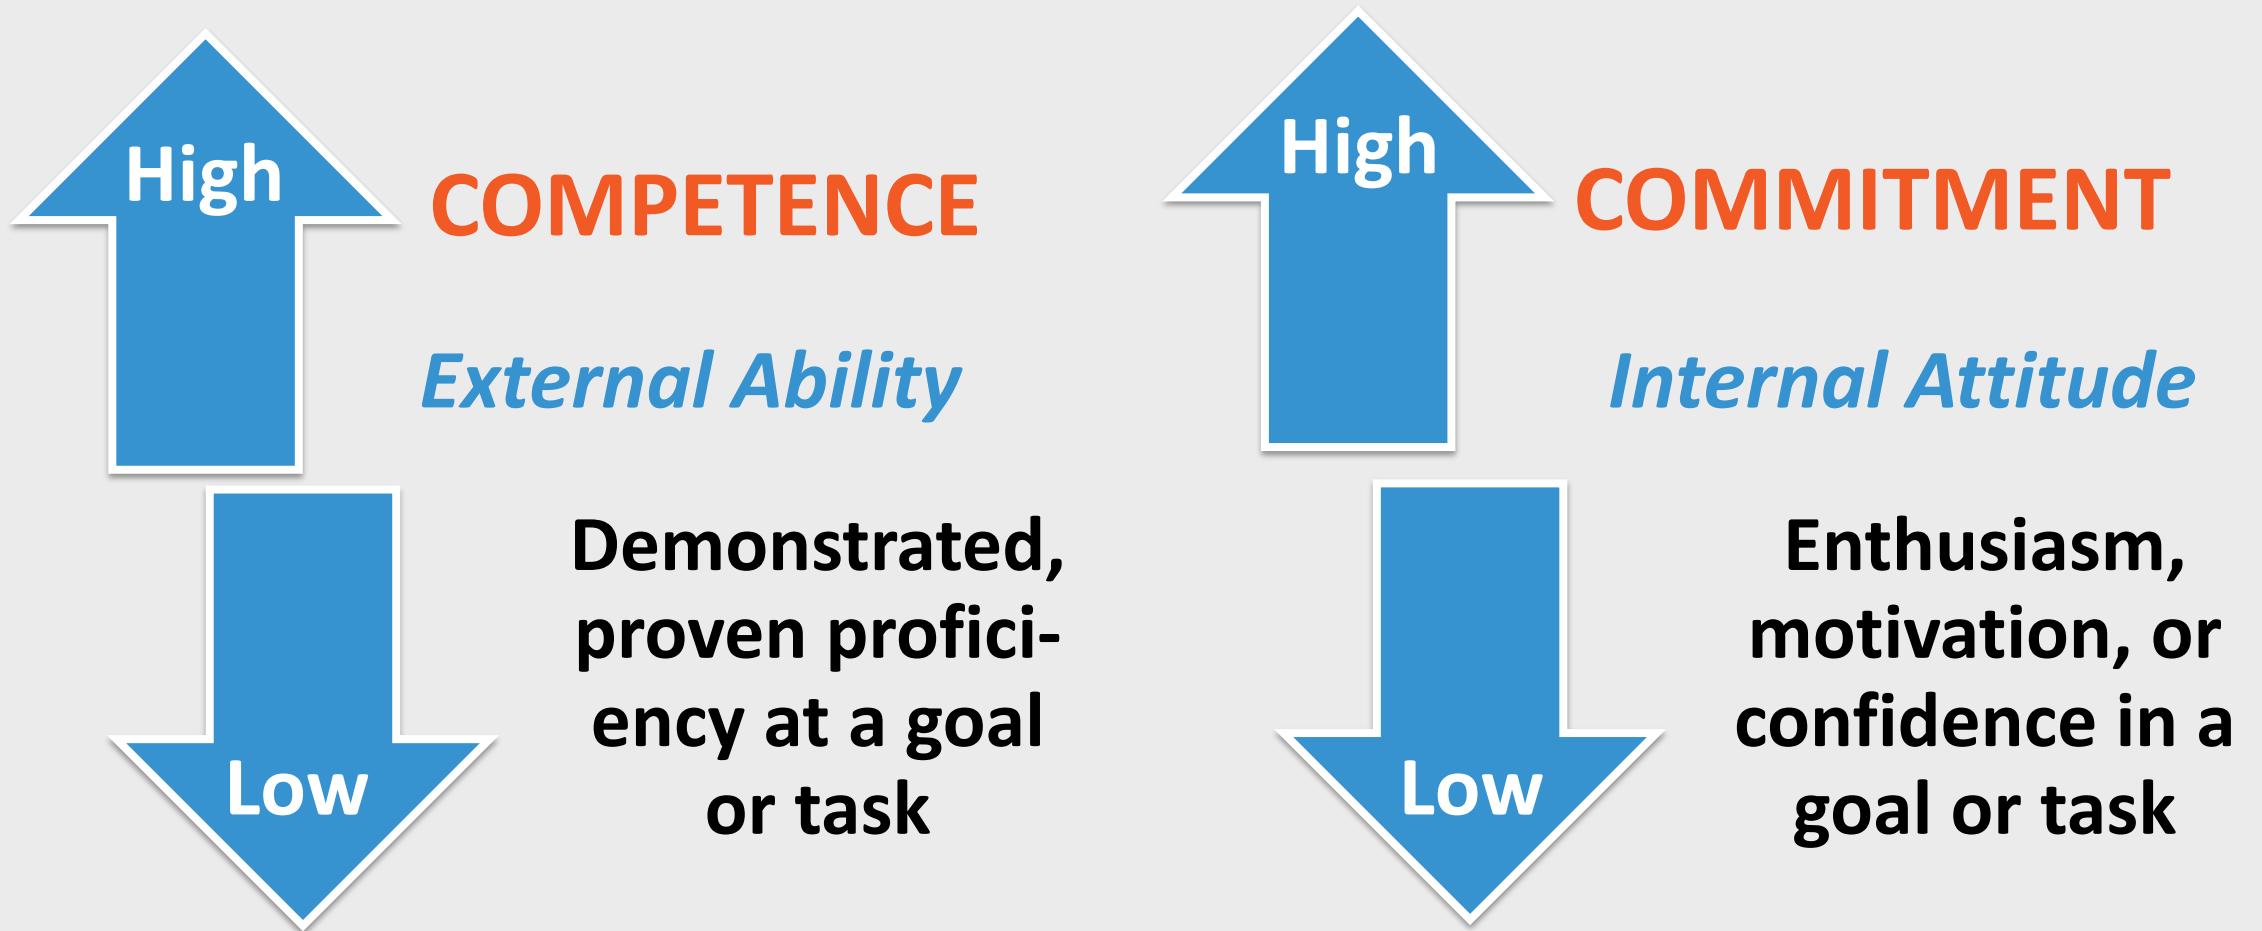 High
COMPETENCE
External Ability
Demonstrated,
proven profici-
ency at a goal
or task
Low
High
COMMITMENT
Internal Attitude
Enthusiasm,
motivation, or
confidence in a
goal or task
Low